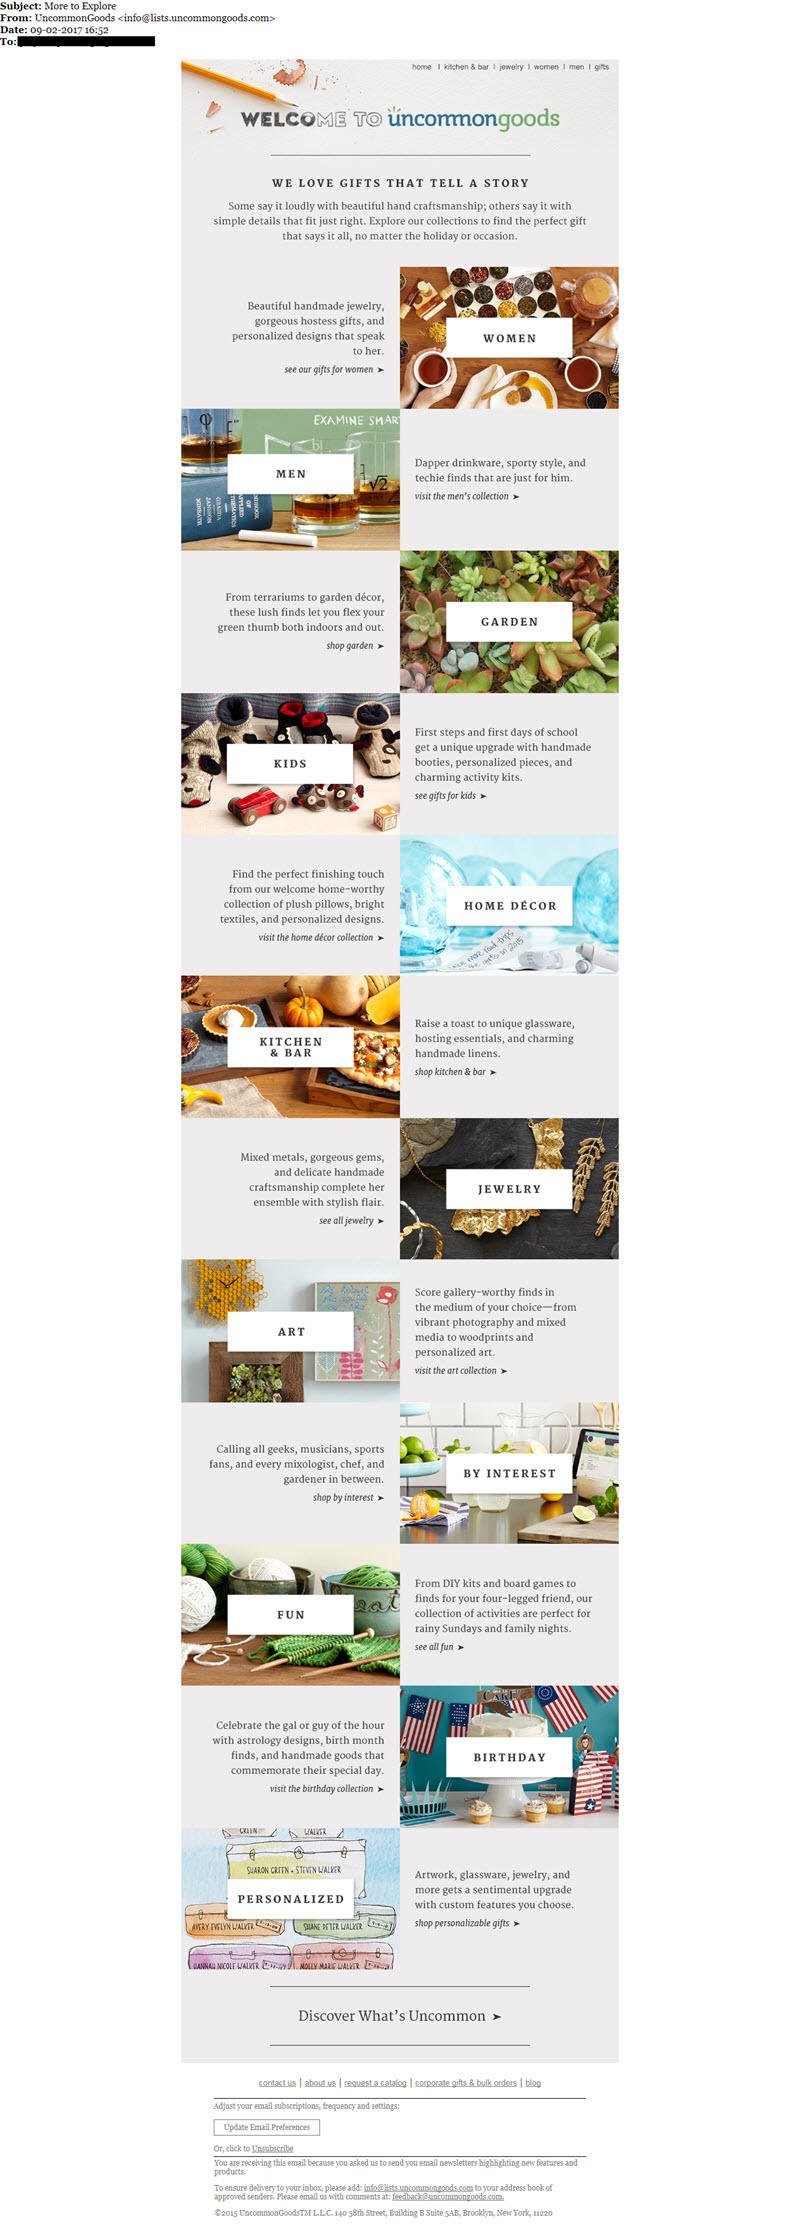 Subject: More to Explore
From: UncommonGoods <info@lists.uncommongoods.com>
Date: 09-02-2017 16:52
To:
home | kitchen & bar | jewelry | women | men | gifts
WELCOME TO uncommongoods
WE LOVE GIFTS THAT TELL A STORY
Some say it loudly with beautiful hand craftsmanship; others say it with
simple details that fit just right. Explore our collections to find the perfect gift
that says it all, no matter the holiday or occasion.
Beautiful handmade jewelry,
gorgeous hostess gifts, and
personalized designs that speak
to her.
see our gifts for women ➤
WOMEN
EXAMINE SMAR
MEN
√2
Dapper drinkware, sporty style, and
techie finds that are just for him.
visit the men's collection ➤
From terrariums to garden décor,
these lush finds let you flex your
green thumb both indoors and out.
shop garden ➤
GARDEN
KIDS
First steps and first days of school
get a unique upgrade with handmade
booties, personalized pieces, and
charming activity kits.
see gifts for kids ➤
Find the perfect finishing touch
from our welcome home-worthy
collection of plush pillows, bright
textiles, and personalized designs.
visit the home décor collection ➤
HOME DÉCOR
KITCHEN
& BAR
Raise a toast to unique glassware,
hosting essentials, and charming
handmade linens.
shop kitchen & bar ➤
Mixed metals, gorgeous gems,
and delicate handmade
craftsmanship complete her
ensemble with stylish flair.
see all jewelry ➤
JEWELRY
ART
Score gallery-worthy finds in
the medium of your choice—from
vibrant photography and mixed
media to woodprints and
personalized art.
visit the art collection ➤
Calling all geeks, musicians, sports
fans, and every mixologist, chef, and
gardener in between.
shop by interest ➤
BY INTEREST
FUN
From DIY kits and board games to
finds for your four-legged friend, our
collection of activities are perfect for
rainy Sundays and family nights.
see all fun ➤
Celebrate the gal or guy of the hour
with astrology designs, birth month
finds, and handmade goods that
commemorate their special day.
visit the birthday collection ➤
CAKE
BIRTHDAY
GREEN WALKER
SHARON GREEN + STEVEN WALKER
PERSONALIZED
AVERY EVELYN WALKER
SHANE PETER WALKER
HANNAH NICOLE WALKER
MOLLY MARIE WALKER
Artwork, glassware, jewelry, and
more gets a sentimental upgrade
with custom features you choose.
shop personalizable gifts ➤
Discover What's Uncommon ➤
contact us | about us | request a catalog | corporate gifts & bulk orders | blog
Adjust your email subscriptions, frequency and settings:
Update Email Preferences
Or, click to Unsubscribe
You are receiving this email because you asked us to send you email newsletters highlighting new features and
products.
To ensure delivery to your inbox, please add: info@lists.uncommongoods.com to your address book of
approved senders. Please email us with comments at: feedback@uncommongoods.com.
©2015 UncommonGoodsTM L.L.C. 140 58th Street, Building B Suite 5AB, Brooklyn, New York, 11220